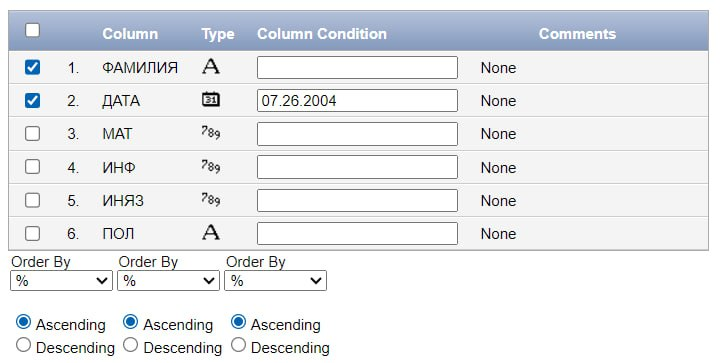 Column Type Column Condition Comments
1. ФАМИЛИЯ A None
2. ДАТА 31 07.26.2004 None
3. МАТ 789 None
4. ИНФ 789 None
5. ИНЯЗ 789 None
6. ПОЛ A None
Order By Order By Order By
% % %
Ascending Ascending Ascending
Descending Descending Descending